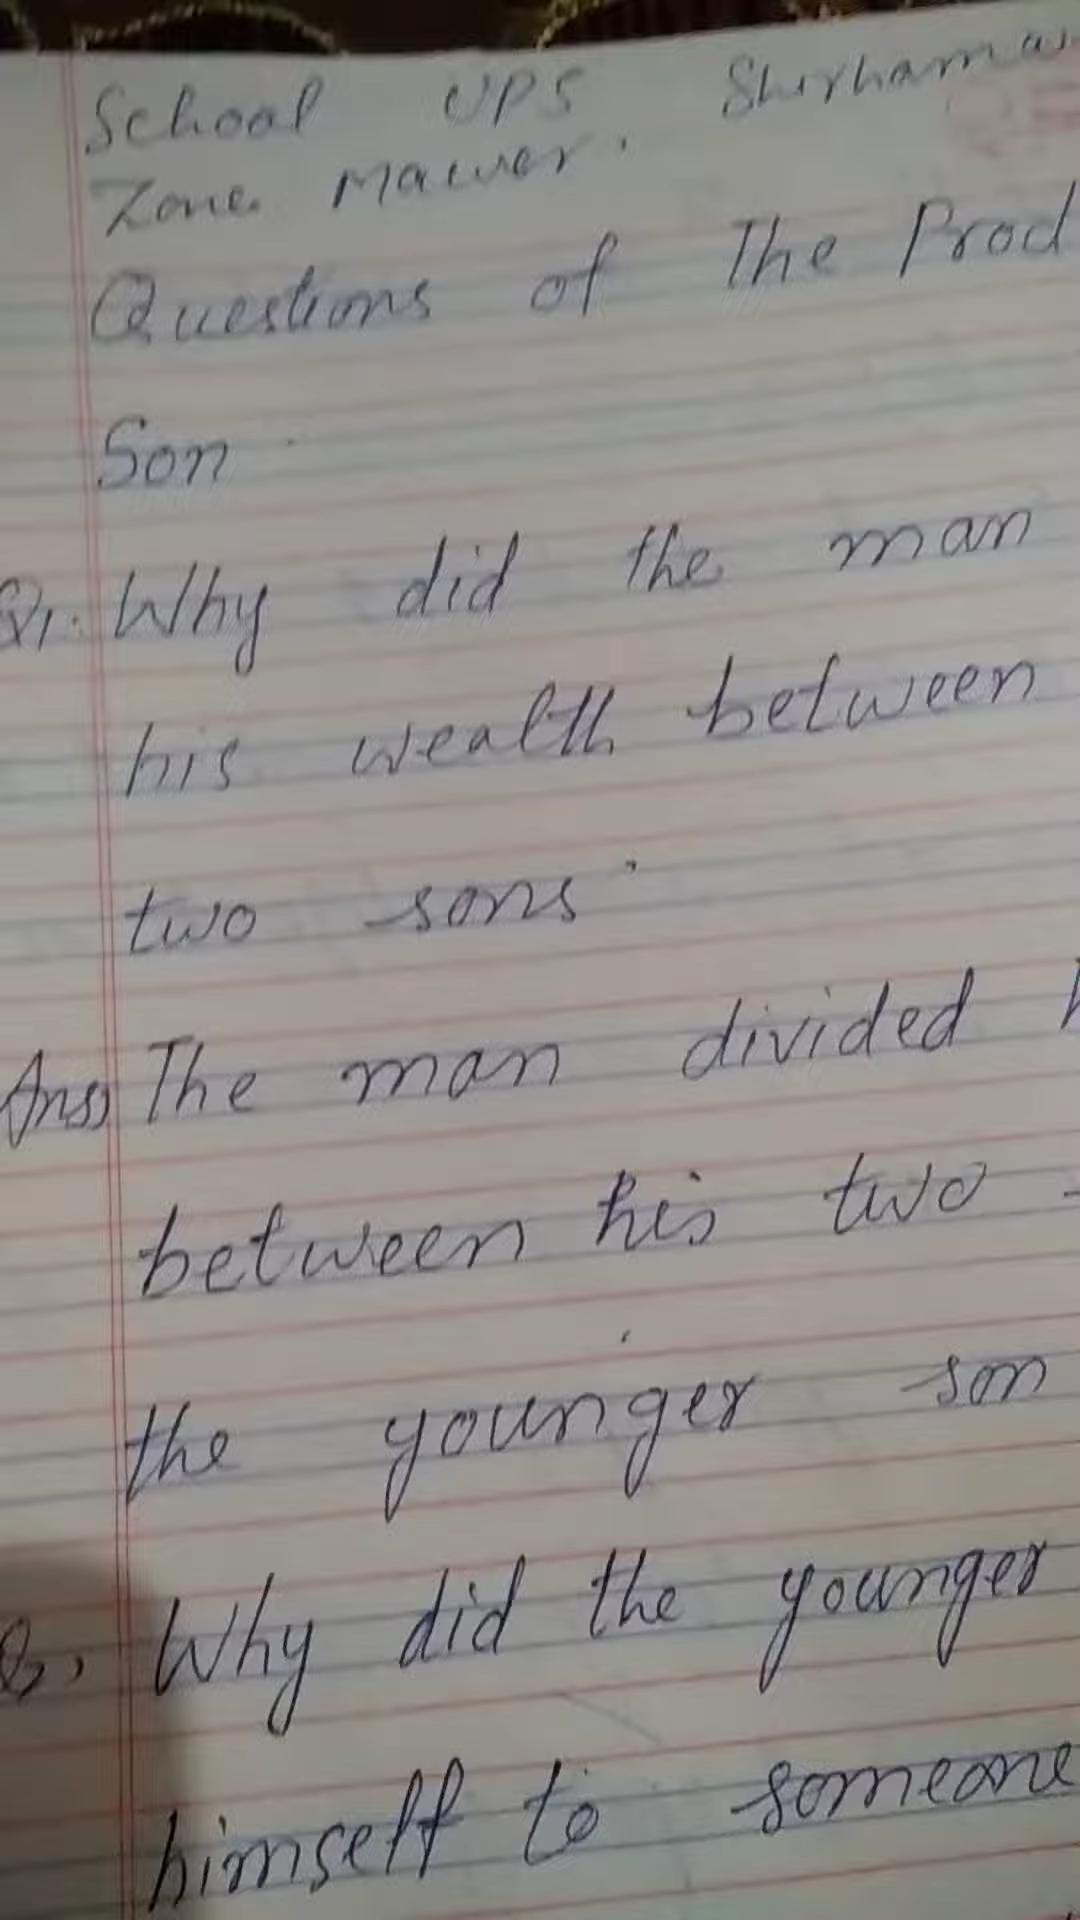 School UPS
Zone Mawer.
Questions of The Prod
Son
Q1. Why did the man
his wealth between
two sons
Ans) The man divided
between his two
the younger son
Why did the younger
himself to someone